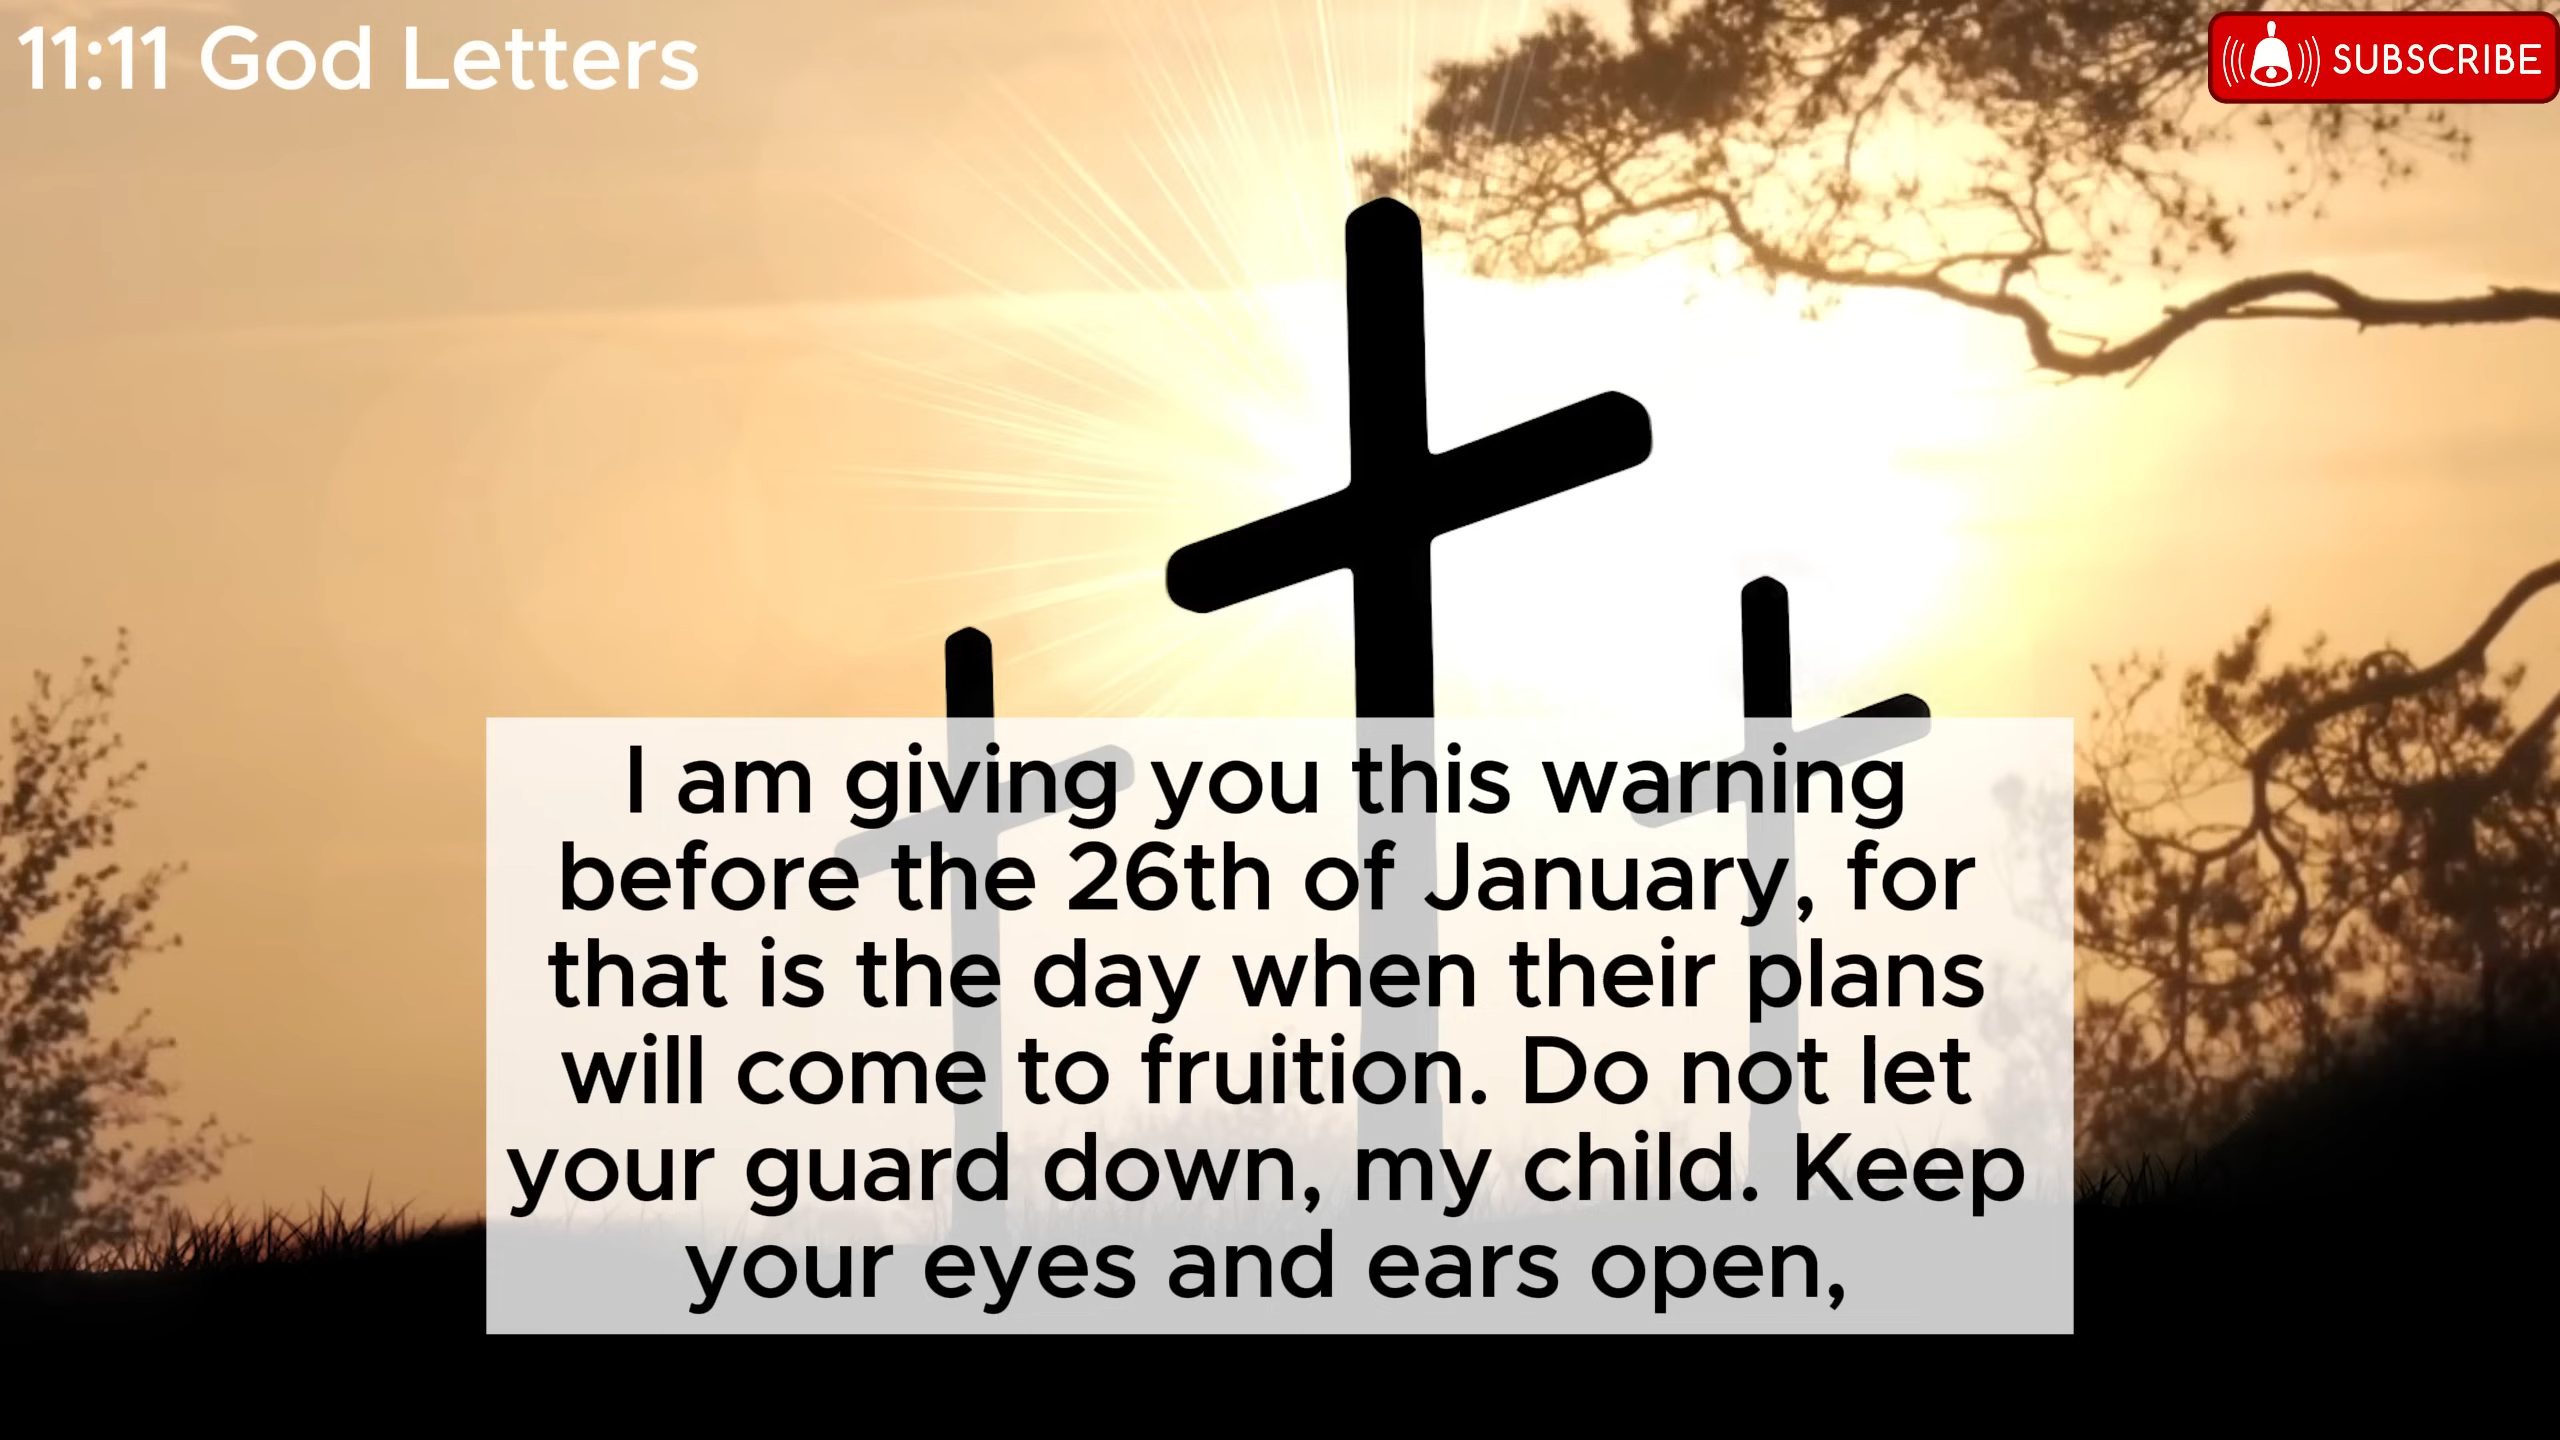 11:11 God Letters
SUBSCRIBE
I am giving you this warning
before the 26th of January, for
that is the day when their plans
will come to fruition. Do not let
your guard down, my child. Keep
your eyes and ears open,